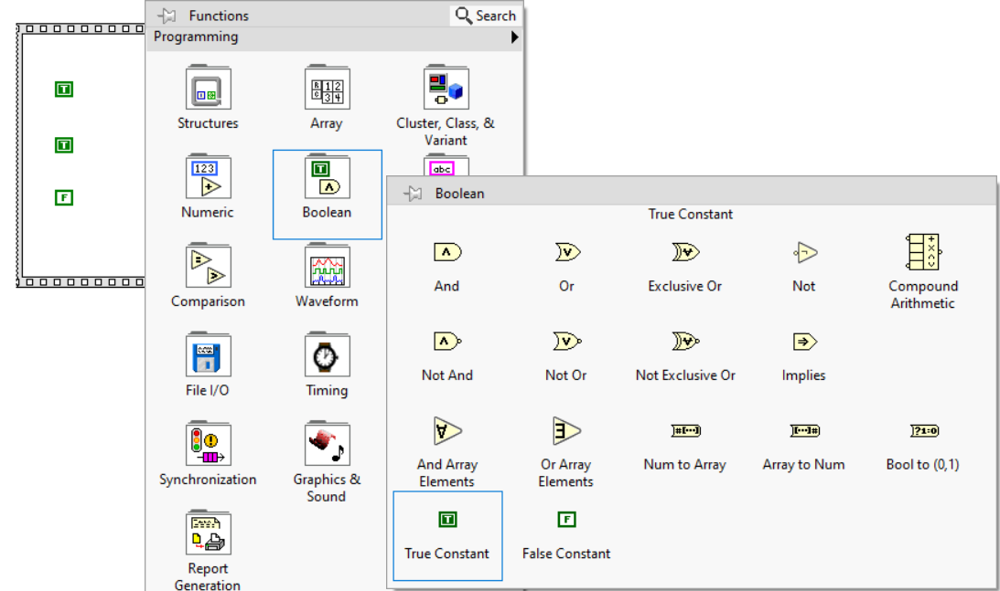 Functions
Search
Programming
T
T
F
Structures
Array
Cluster, Class, &
Variant
Numeric
Boolean
abc
Comparison
Waveform
File I/O
Timing
Synchronization
Graphics &
Sound
Report
Generation
Boolean
True Constant
And
Or
Exclusive Or
Not
Compound
Arithmetic
Not And
Not Or
Not Exclusive Or
Implies
And Array
Elements
Or Array
Elements
Num to Array
Array to Num
Bool to (0,1)
T
True Constant
F
False Constant